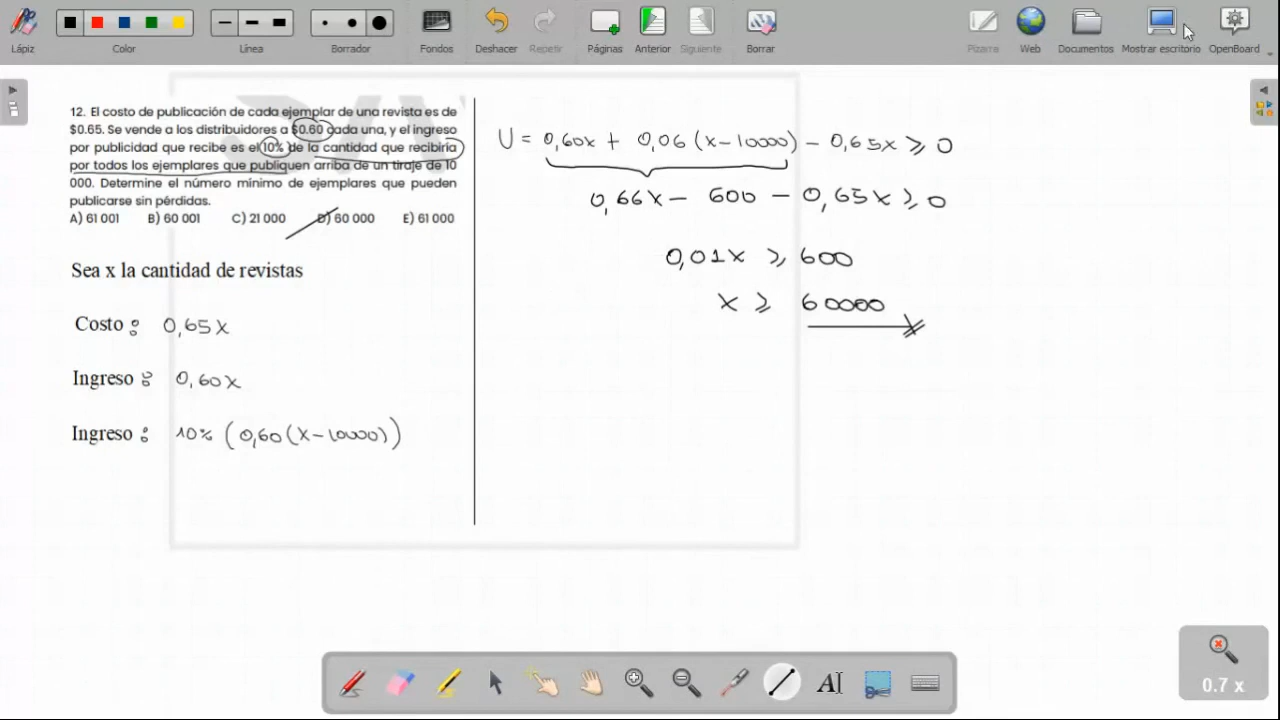 Lápiz
Color
Línea
Borrador
Fondos
Deshacer
Repetir
Páginas
Anterior
Siguiente
Borrar
Pizarra
Web
Documentos
Mostrar escritorio
OpenBoard
12. El costo de publicación de cada ejemplar de una revista es de
$0.65. Se vende a los distribuidores a $0.60 cada una, y el ingreso
por publicidad que recibe es el 10% de la cantidad que recibiría
por todos los ejemplares que publiquen arriba de un tiraje de 10
000. Determine el número mínimo de ejemplares que pueden
publicarse sin pérdidas.
A) 61 001 B) 60 001 C) 21 000 D) 60 000 E) 61 000
Sea x la cantidad de revistas
Costo : 0,65x
Ingreso : 0,60x
Ingreso : 10% (0,60(x-10000))
U = 0,60x + 0,06(x-10000) - 0,65x ≥ 0
0,66x - 600 - 0,65x ≥ 0
0,01x ≥ 600
x ≥ 60000
0.7 x